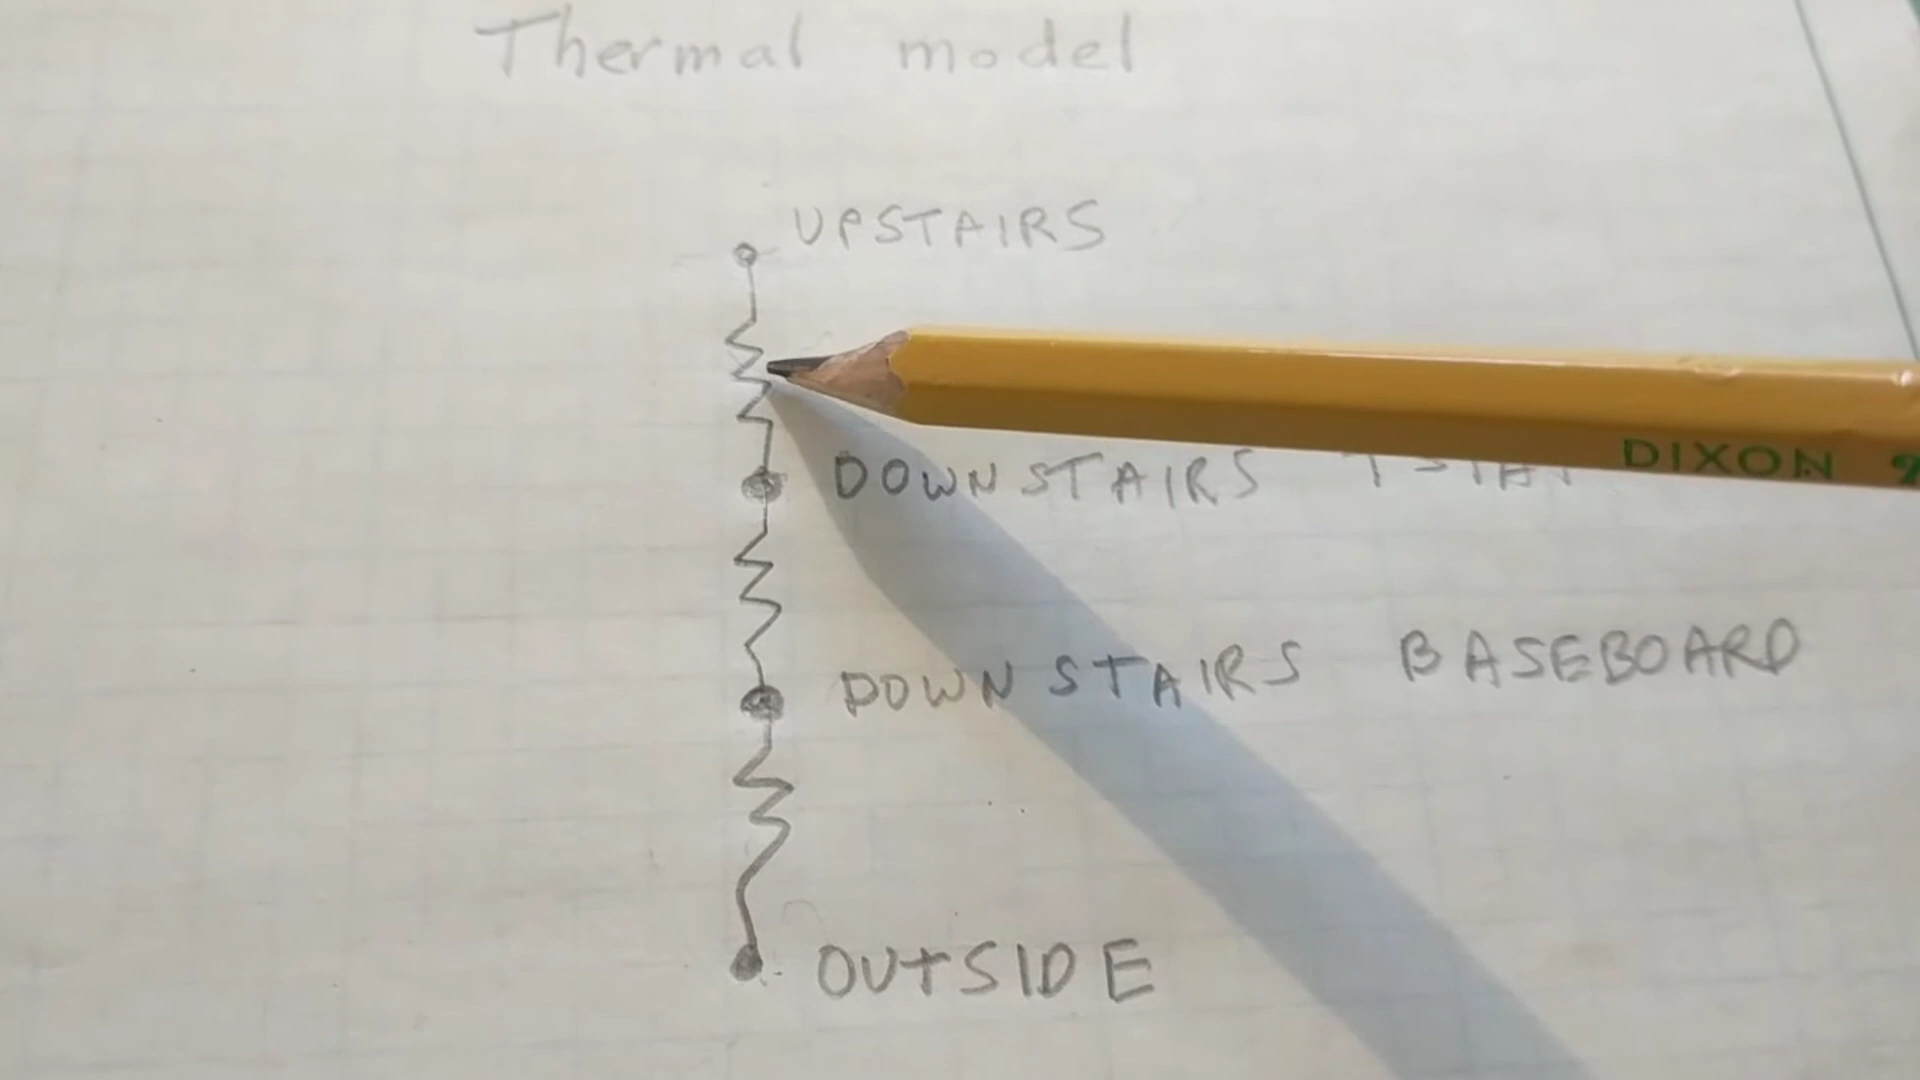 Thermal model
UPSTAIRS
DIXON
DOWNSTAIRS
DOWNSTAIRS BASEBOARD
OUTSIDE